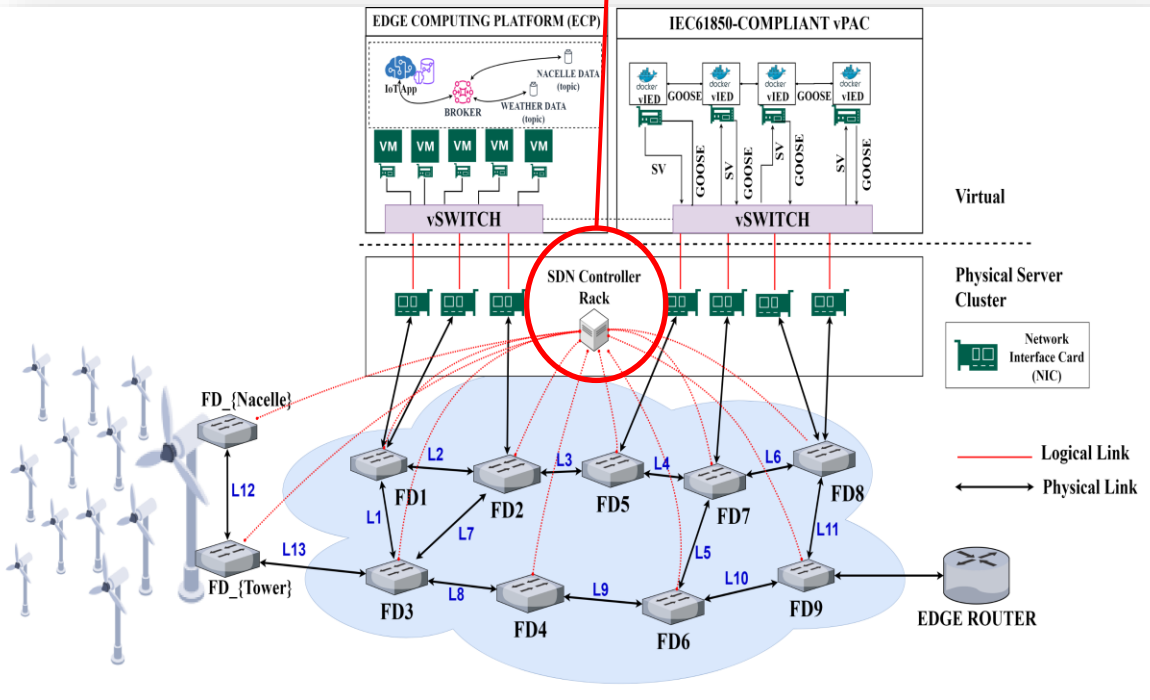 EDGE COMPUTING PLATFORM (ECP)
IEC61850-COMPLIANT vPAC
IoT App
BROKER
NACELLE DATA
(topic)
WEATHER DATA
(topic)
docker
vIED
GOOSE
docker
vIED
docker
vIED
GOOSE
docker
vIED
VM
VM
VM
VM
VM
SV
GOOSE
SV
GOOSE
SV
GOOSE
SV
GOOSE
vSWITCH
vSWITCH
Virtual
SDN Controller
Rack
Physical Server
Cluster
Network
Interface Card
(NIC)
FD_{Nacelle}
L12
FD_{Tower}
L13
FD1
L2
FD2
L3
FD5
L4
FD7
L6
FD8
L1
L7
L5
L11
FD3
L8
FD4
L9
FD6
L10
FD9
Logical Link
Physical Link
EDGE ROUTER